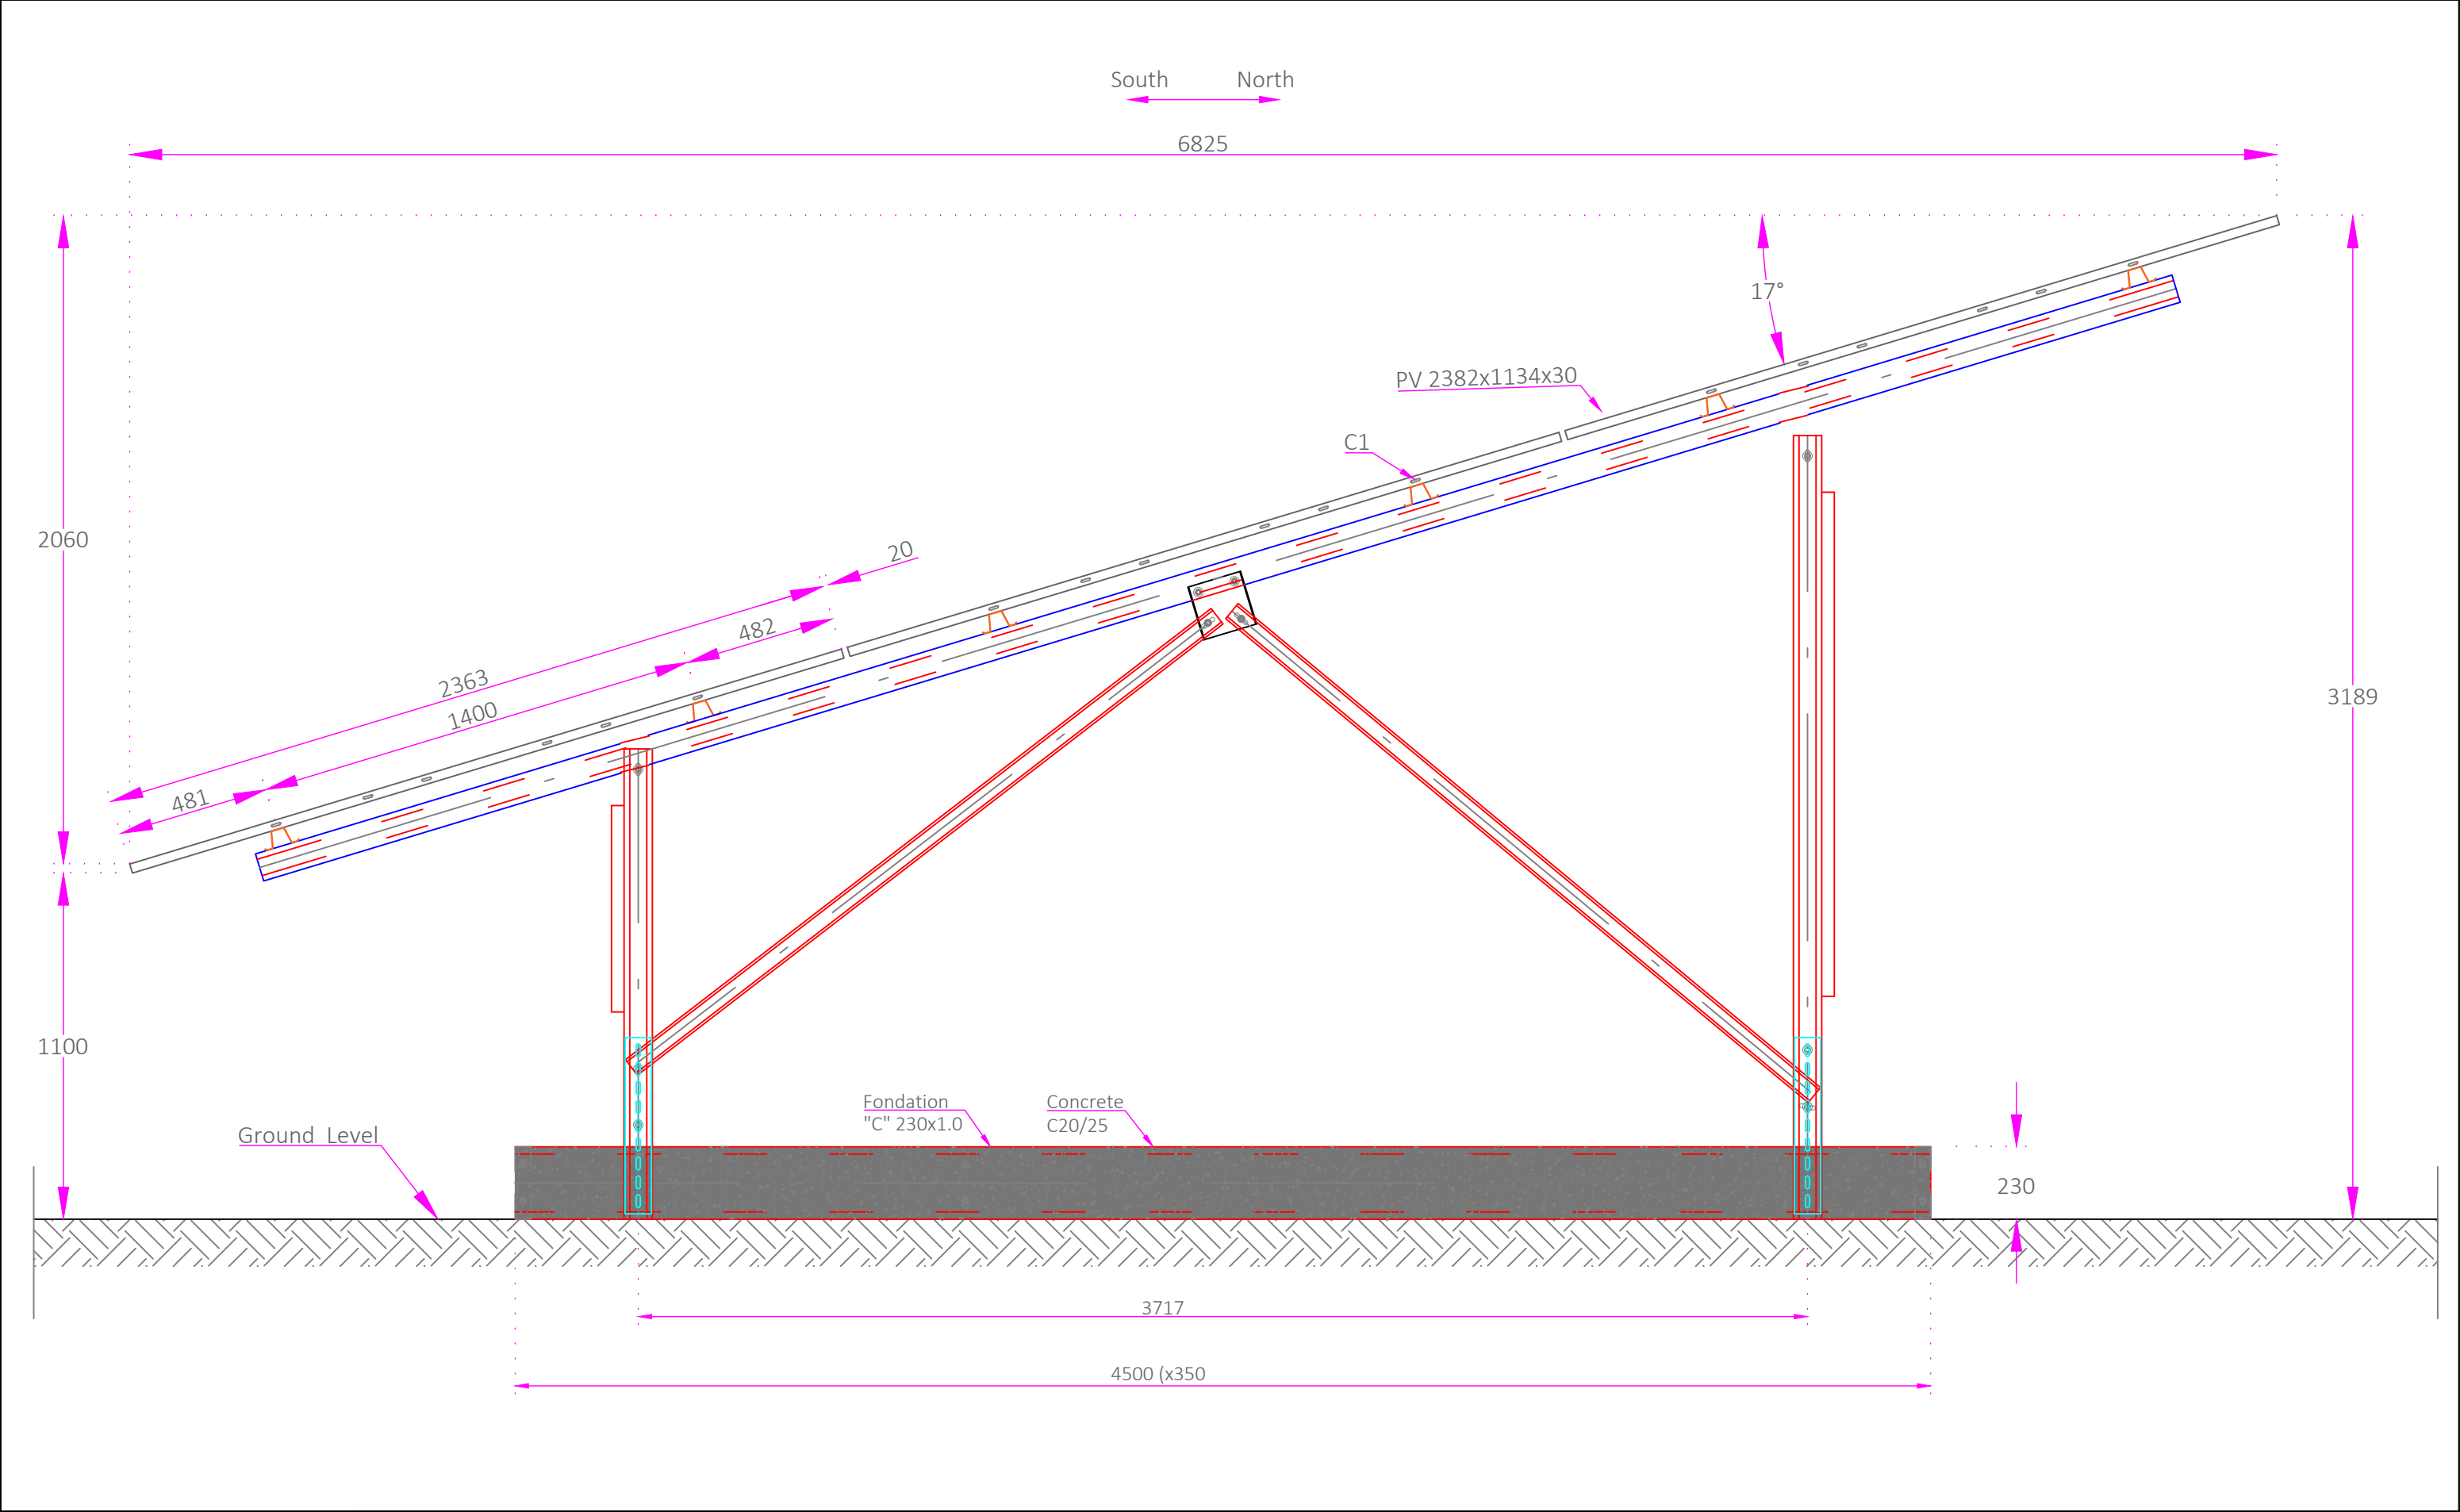 South North
6825
17°
PV 2382x1134x30
C1
2060
20
482
2363
1400
481
3189
1100
Fondation
"C" 230x1.0
Concrete
C20/25
Ground Level
230
3717
4500 (x350